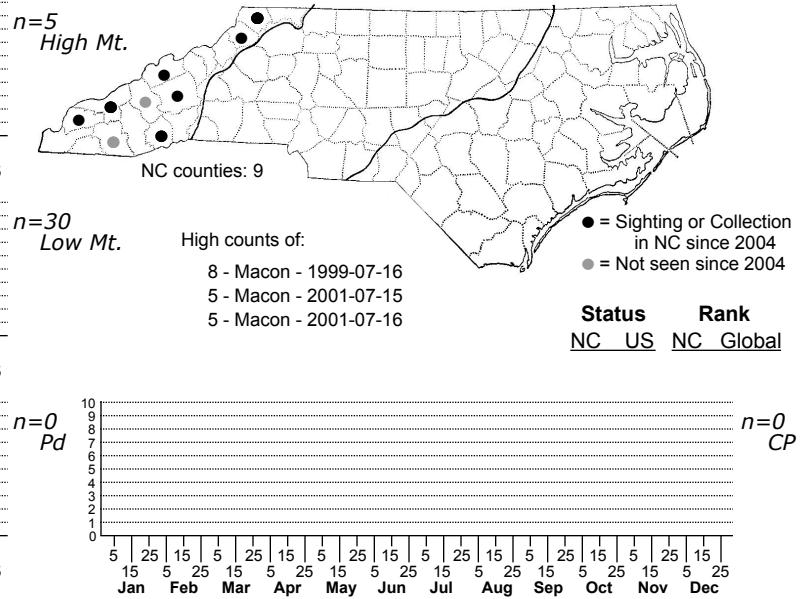 n=5
High Mt.
NC counties: 9
n=30
Low Mt.
High counts of:
8 - Macon - 1999-07-16
5 - Macon - 2001-07-15
5 - Macon - 2001-07-16
= Sighting or Collection
in NC since 2004
= Not seen since 2004
Status Rank
NC US NC Global
n=0
Pd
n=0
CP
10
9
8
7
6
5
4
3
2
1
0
5 25 15 5 25 15 5 25 15 5 25 15 5 25 15 5 25 15
15 5 25 15 5 25 15 5 25 15 5 25 15 5 25 15 5 25
Jan Feb Mar Apr May Jun Jul Aug Sep Oct Nov Dec